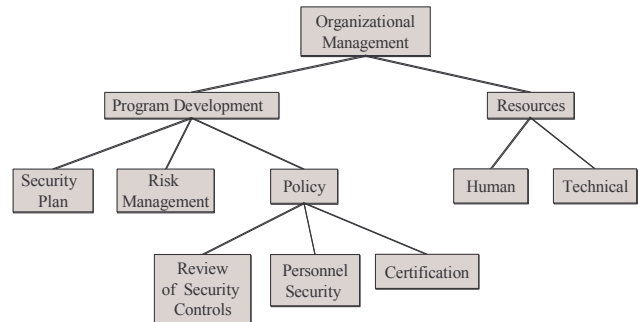 Organizational
Management
Program Development
Resources
Security
Plan
Risk
Management
Policy
Human
Technical
Review
of Security
Controls
Personnel
Security
Certification